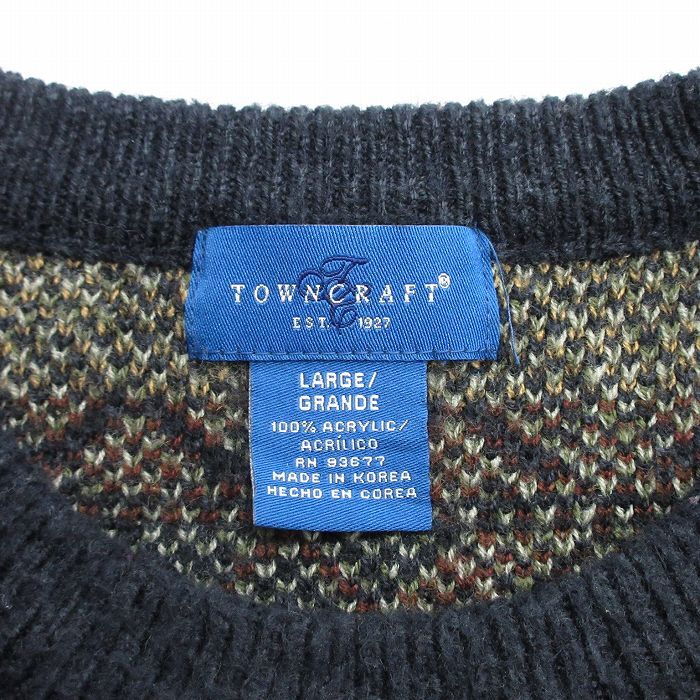 TOWNCRAFT®
EST. 1927
LARGE/
GRANDE
100% ACRYLIC/
ACRÍLICO
RN 93677
MADE IN KOREA
HECHO EN COREA